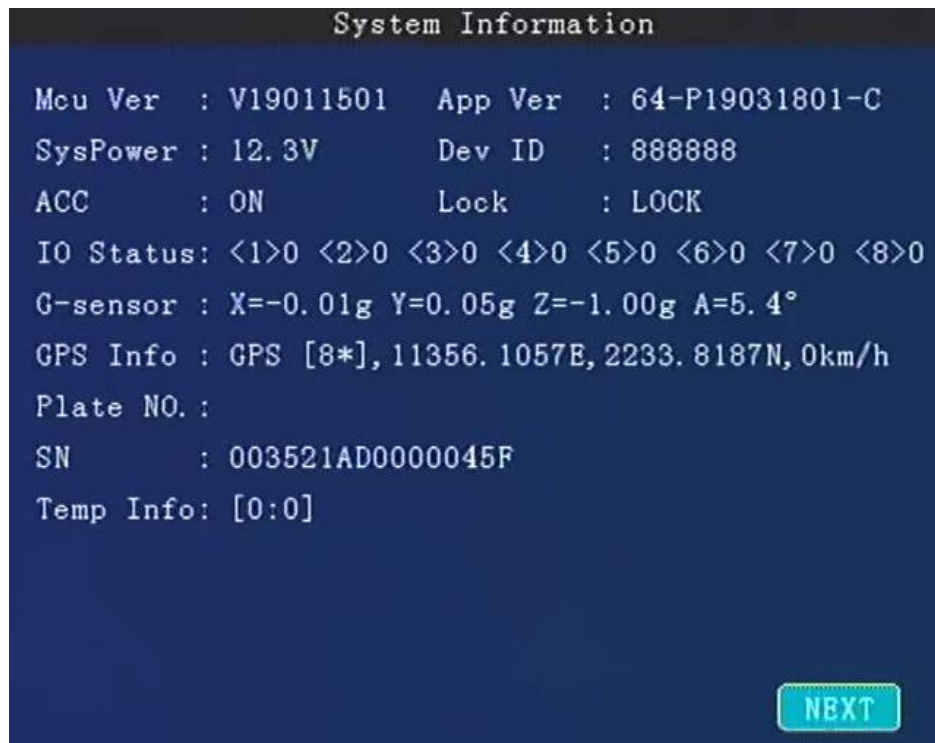 System Information
Mcu Ver : V19011501 App Ver : 64-P19031801-C
SysPower : 12.3V Dev ID : 888888
ACC : ON Lock : LOCK
IO Status: <1>0 <2>0 <3>0 <4>0 <5>0 <6>0 <7>0 <8>0
G-sensor : X=-0.01g Y=0.05g Z=-1.00g A=5.4°
GPS Info : GPS [8*],11356.1057E,2233.8187N,0km/h
Plate NO.:
SN : 003521AD0000045F
Temp Info: [0:0]
NEXT